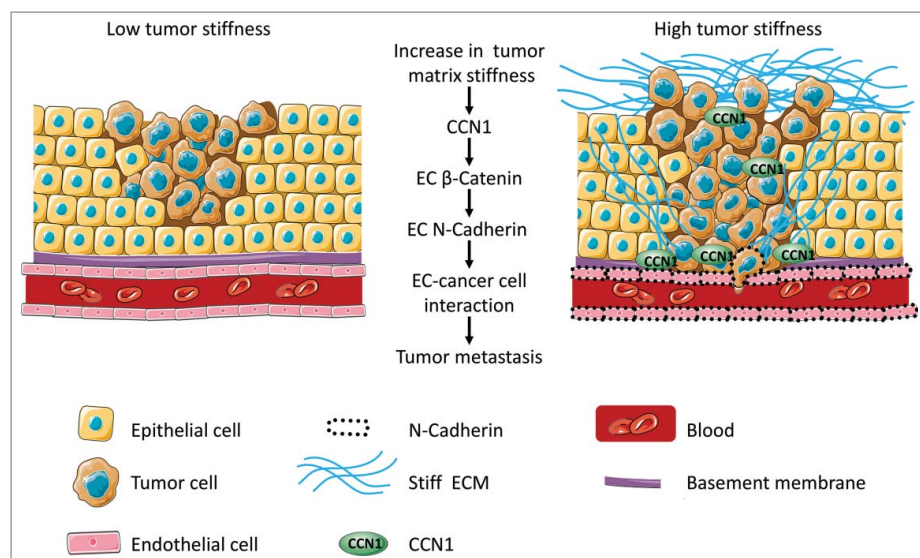 Low tumor stiffness
High tumor stiffness
Increase in tumor
matrix stiffness
CCN1
EC β-Catenin
EC N-Cadherin
EC-cancer cell
interaction
Tumor metastasis
CCN1
CCN1
CCN1
CCN1
CCN1
Epithelial cell
N-Cadherin
Blood
Tumor cell
Stiff ECM
Basement membrane
Endothelial cell
CCN1
CCN1